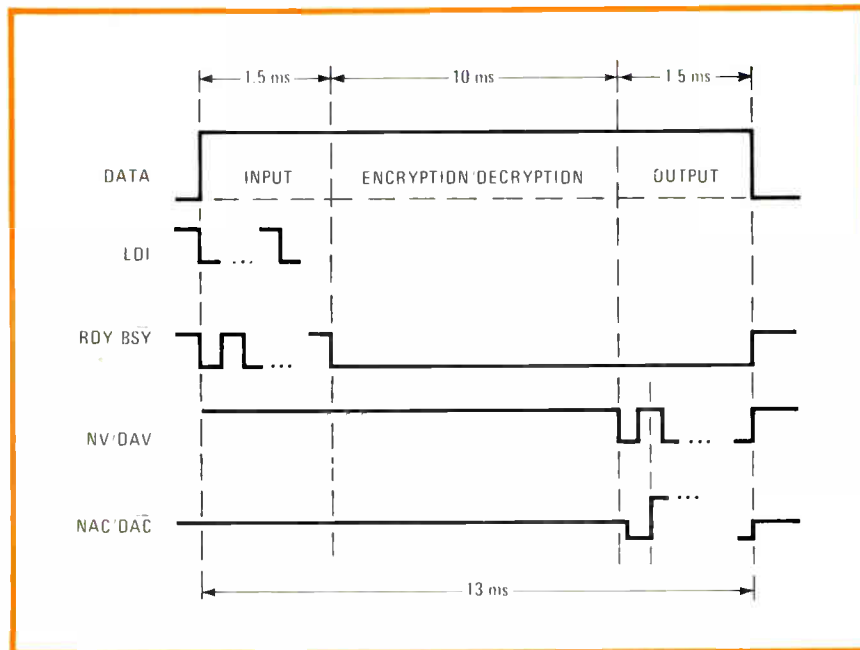 1.5 ms 10 ms 1 5 ms
DATA INPUT ENCRYPTION/DECRYPTION OUTPUT
LDI ...
RDY BSY ...
NV/DAV ...
NAC/DAC ...
13 ms